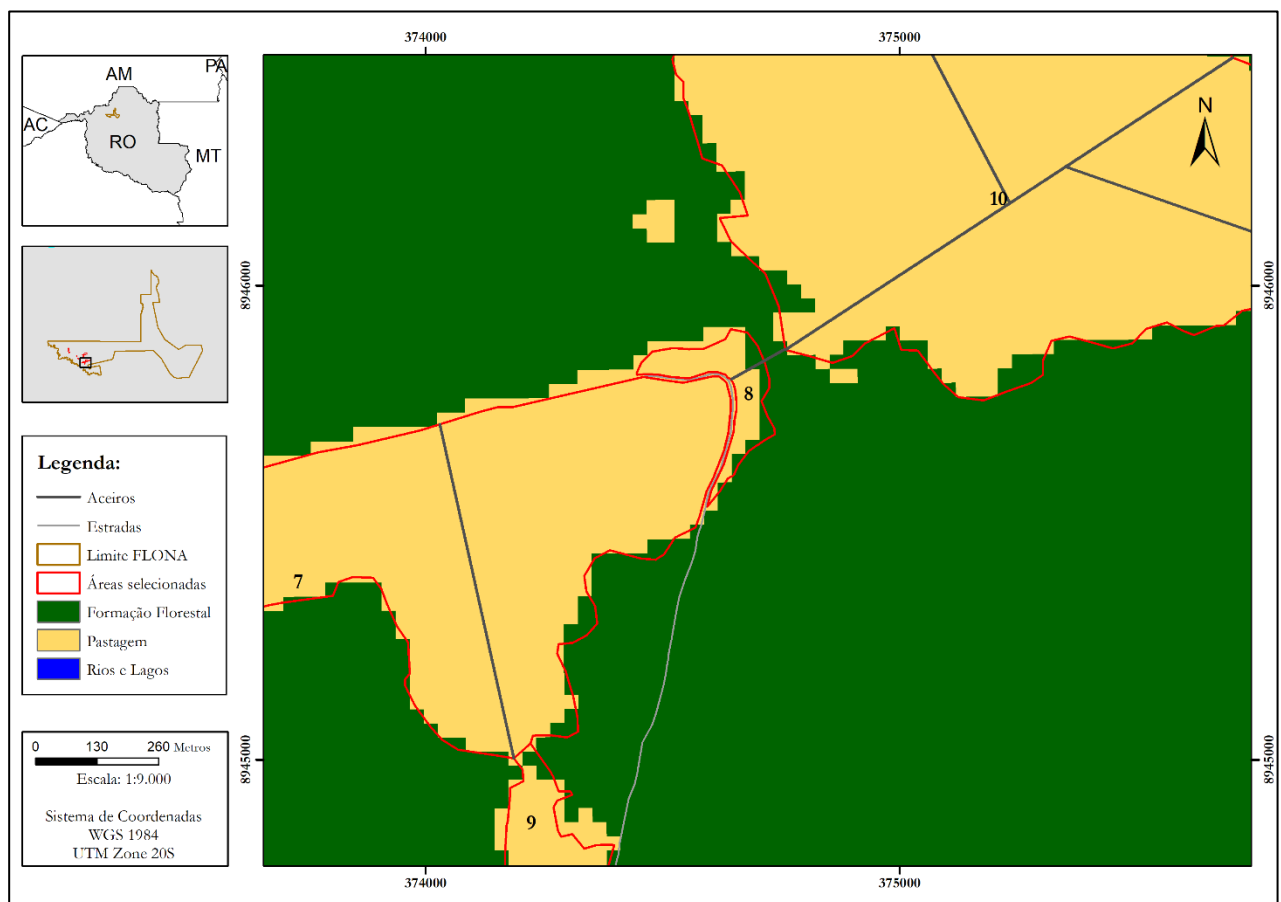 374000
375000
AM
PA
AC
RO
MT
N
10
8946000
8946000
8
Legenda:
Aceiros
Estradas
Limite FLONA
Áreas selecionadas
Formação Florestal
Pastagem
Rios e Lagos
7
0 130 260 Metros
Escala: 1:9.000
8945000
8945000
Sistema de Coordenadas
WGS 1984
UTM Zone 20S
9
374000
375000